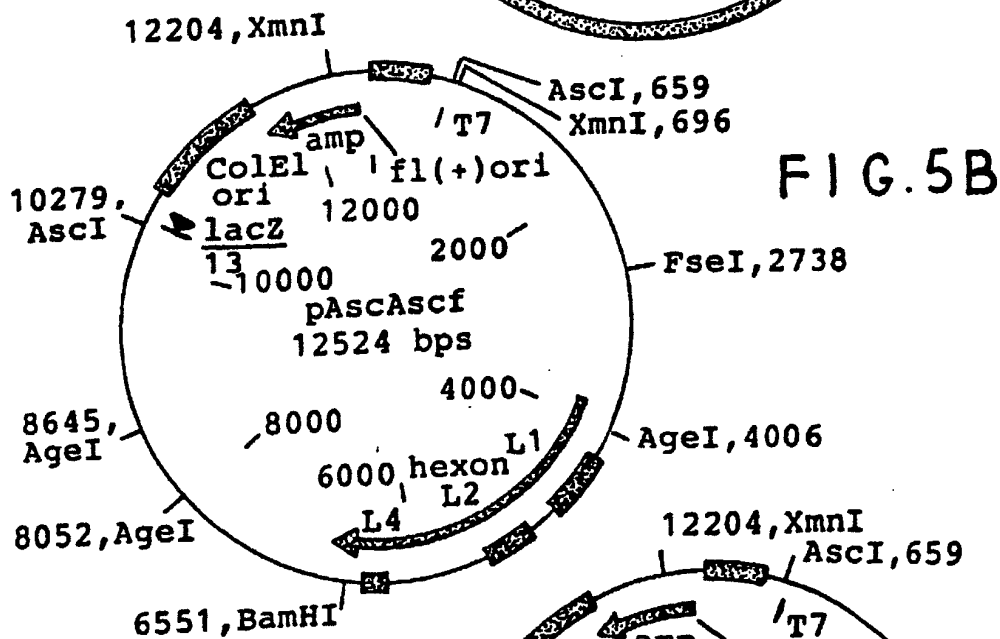 12204,XmnI
AscI,659
XmnI,696
T7
amp
f1(+)ori
ColE1
ori
12000
FIG.5B
10279,
AscI
lacZ
13
10000
2000
FseI,2738
pAscAscf
12524 bps
4000
8645,
AgeI
8000
AgeI,4006
L1
6000
hexon
L2
L4
8052,AgeI
6551,BamHI
12204,XmnI
AscI,659
T7